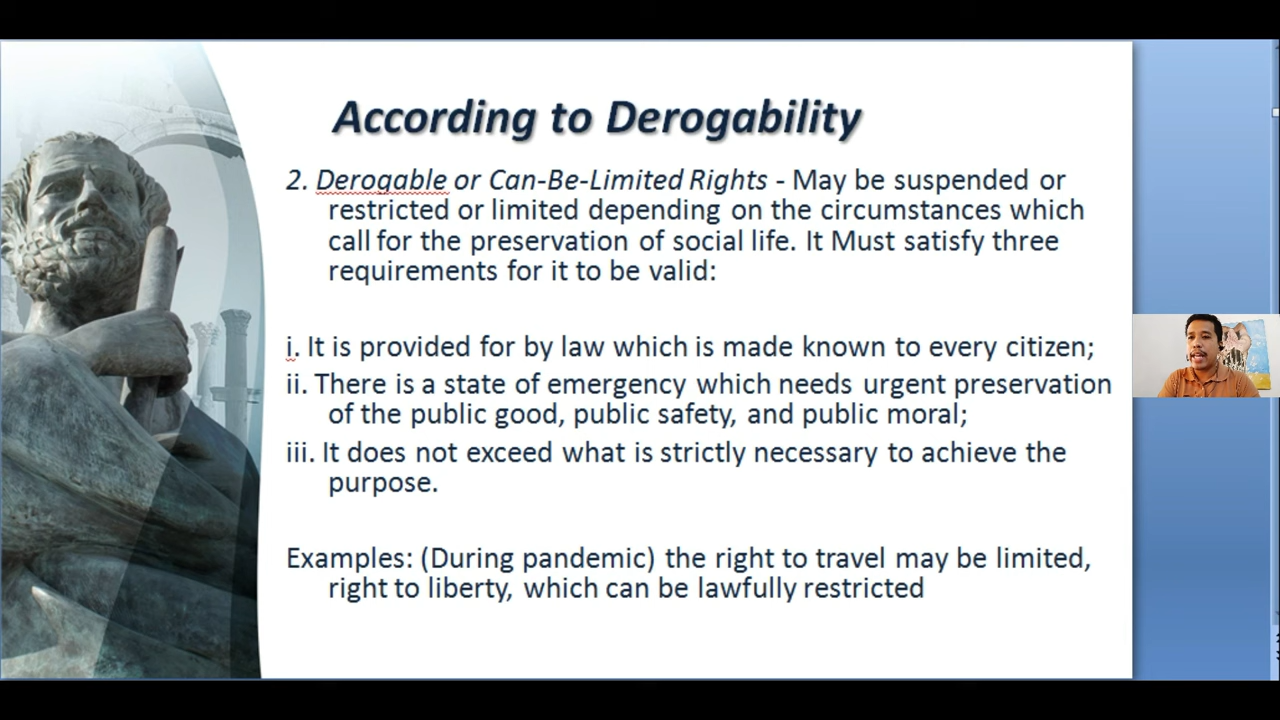 According to Derogability
2. Derogable or Can-Be-Limited Rights - May be suspended or
restricted or limited depending on the circumstances which
call for the preservation of social life. It Must satisfy three
requirements for it to be valid:
i. It is provided for by law which is made known to every citizen;
ii. There is a state of emergency which needs urgent preservation
of the public good, public safety, and public moral;
iii. It does not exceed what is strictly necessary to achieve the
purpose.
Examples: (During pandemic) the right to travel may be limited,
right to liberty, which can be lawfully restricted